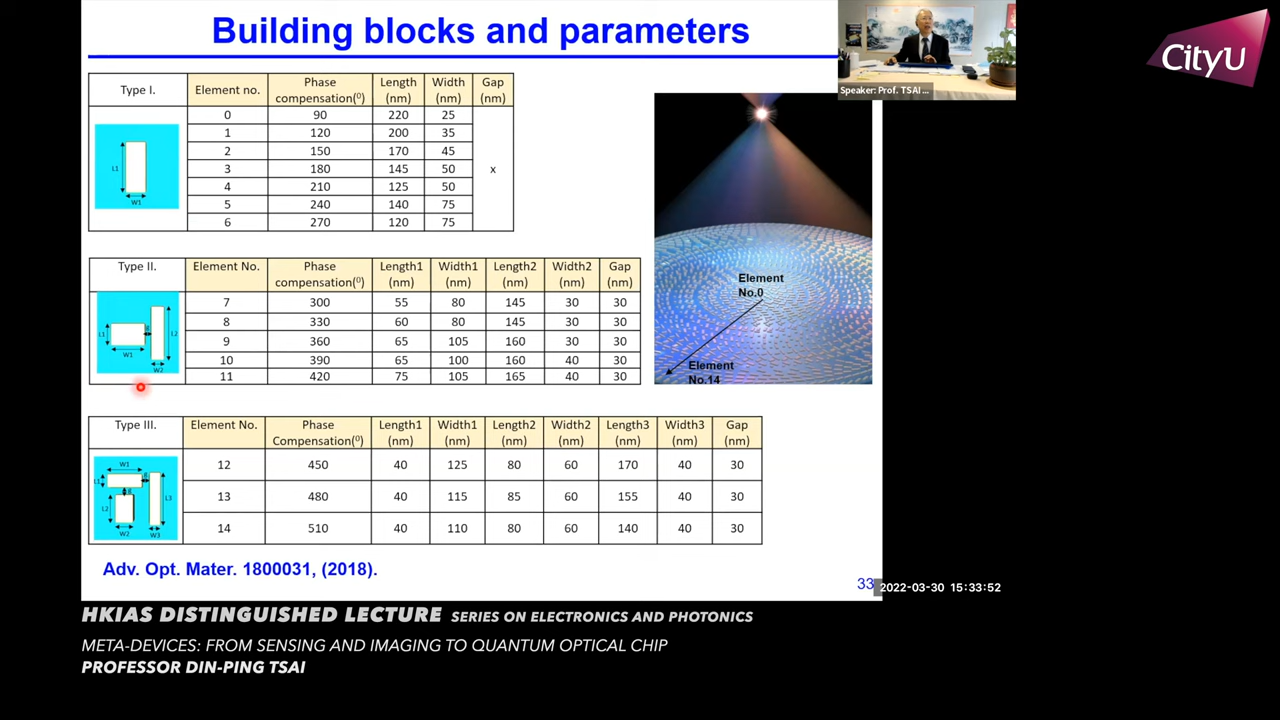 Building blocks and parameters
CityU
Speaker: Prof. TSAI ...
Type I. Element no. Phase compensation(⁰) Length (nm) Width (nm) Gap (nm)
0 90 220 25
1 120 200 35
2 150 170 45
3 180 145 50 x
4 210 125 50
5 240 140 75
6 270 120 75
L1
W1
Type II. Element No. Phase compensation(⁰) Length1 (nm) Width1 (nm) Length2 (nm) Width2 (nm) Gap (nm)
7 300 55 80 145 30 30
8 330 60 80 145 30 30
9 360 65 105 160 30 30
10 390 65 100 160 40 30
11 420 75 105 165 40 30
L1 g L2
W1
W2
Element
No.0
Element
No.14
Type III. Element No. Phase Compensation(⁰) Length1 (nm) Width1 (nm) Length2 (nm) Width2 (nm) Length3 (nm) Width3 (nm) Gap (nm)
12 450 40 125 80 60 170 40 30
13 480 40 115 85 60 155 40 30
14 510 40 110 80 60 140 40 30
W1
L1 g
g L3
L2
W2 W3
Adv. Opt. Mater. 1800031, (2018).
33
2022-03-30 15:33:52
HKIAS DISTINGUISHED LECTURE SERIES ON ELECTRONICS AND PHOTONICS
META-DEVICES: FROM SENSING AND IMAGING TO QUANTUM OPTICAL CHIP
PROFESSOR DIN-PING TSAI